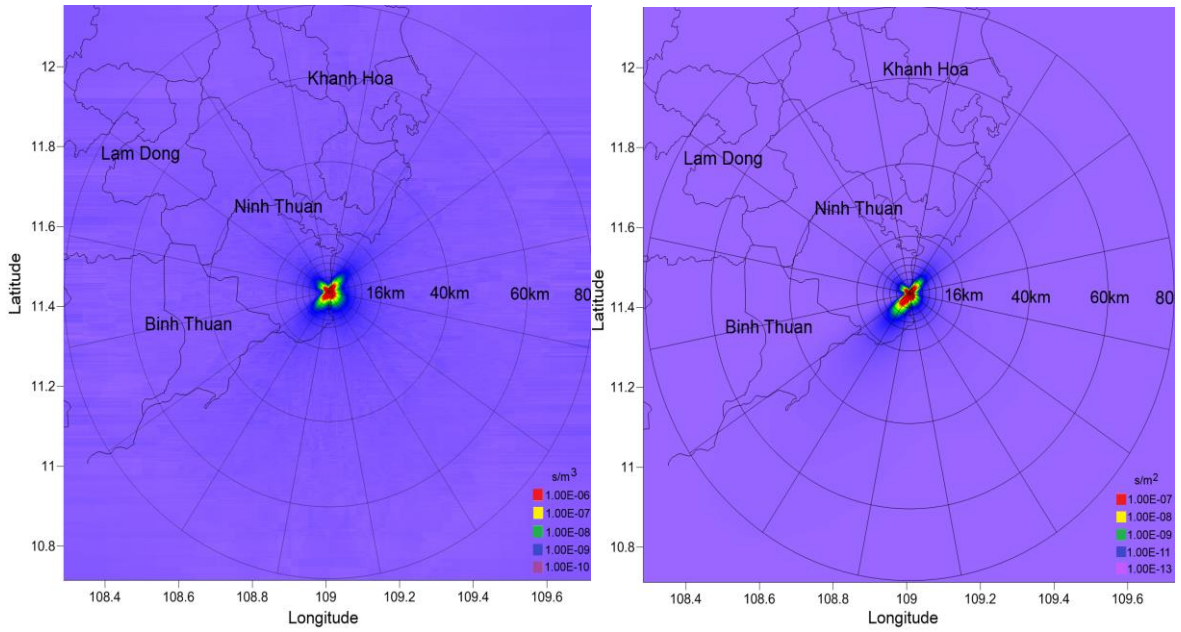 12
11.8
11.6
11.4
11.2
11
10.8
Latitude
Khanh Hoa
Lam Dong
Ninh Thuan
16km 40km 60km 80
Binh Thuan
s/m3
1.00E-06
1.00E-07
1.00E-08
1.00E-09
1.00E-10
108.4 108.6 108.8 109 109.2 109.4 109.6
Longitude
12
11.8
11.6
11.4
11.2
11
10.8
Latitude
Khanh Hoa
Lam Dong
Ninh Thuan
16km 40km 60km 80
Binh Thuan
s/m2
1.00E-07
1.00E-08
1.00E-09
1.00E-11
1.00E-13
108.4 108.6 108.8 109 109.2 109.4 109.6
Longitude